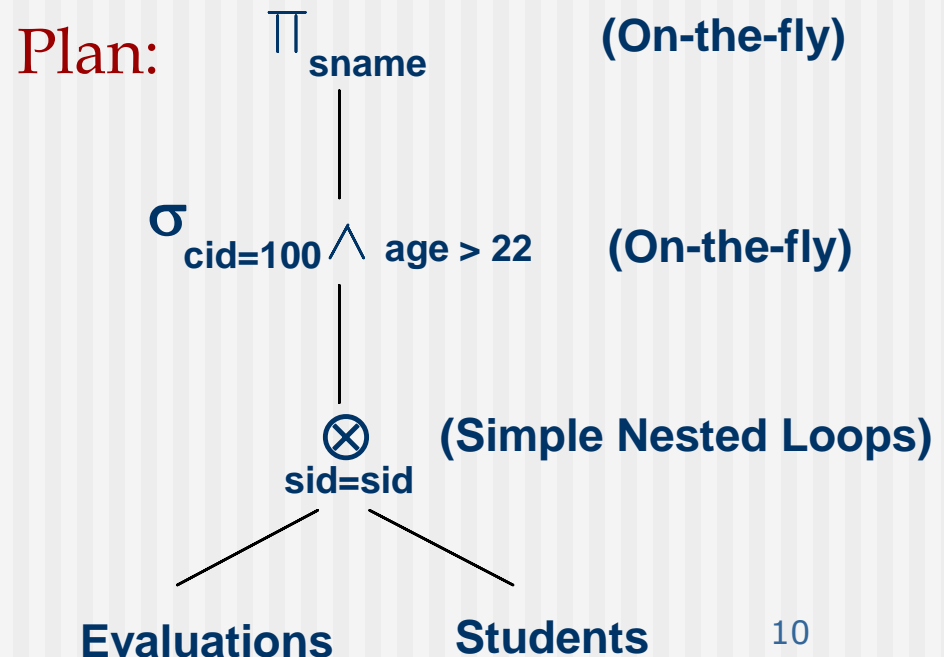 Plan: ∏ sname (On-the-fly)
σ cid=100 ∧ age > 22 (On-the-fly)
⊗ (Simple Nested Loops)
sid=sid
Evaluations Students 10